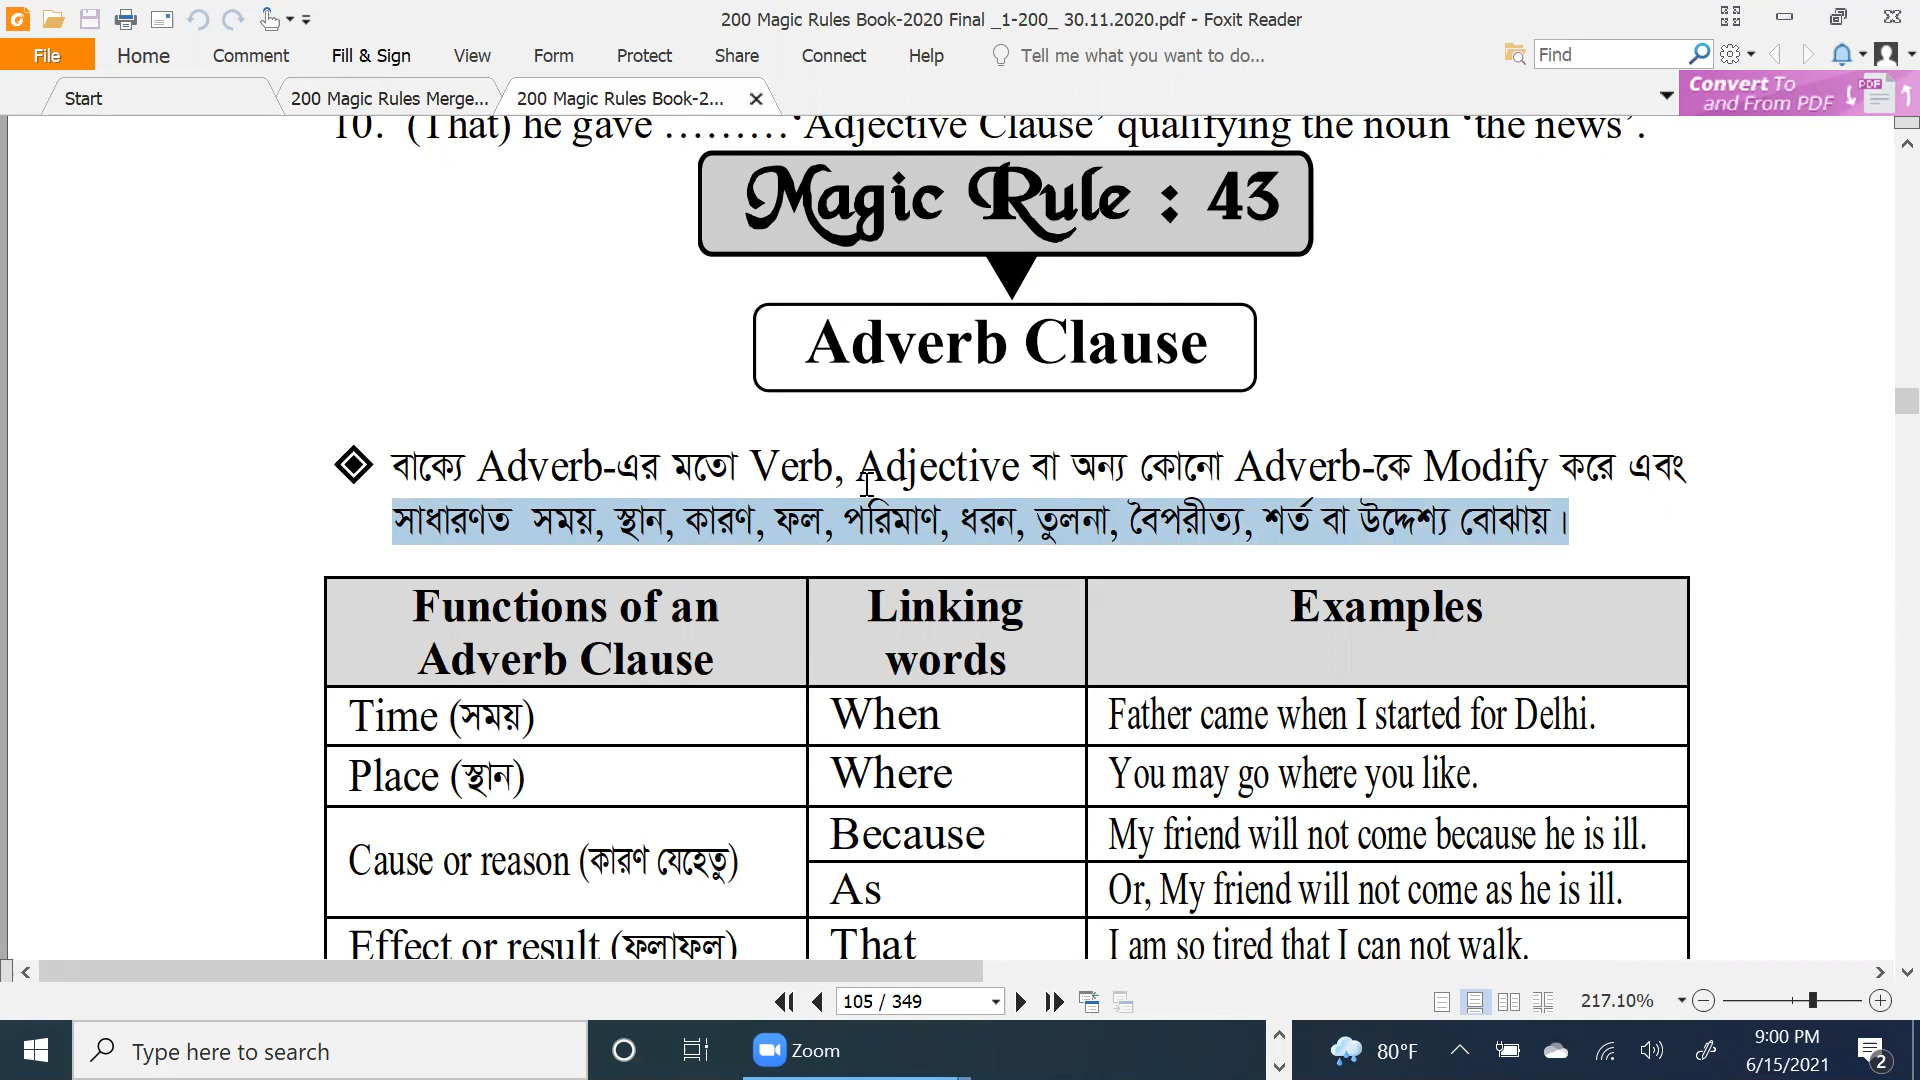 200 Magic Rules Book-2020 Final _1-200_ 30.11.2020.pdf - Foxit Reader
File Home Comment Fill & Sign View Form Protect Share Connect Help Tell me what you want to do... Find
Start 200 Magic Rules Merge... 200 Magic Rules Book-2... Convert To and From PDF PDF
10. (That) he gave ………'Adjective Clause' qualifying the noun 'the news'.
Magic Rule : 43
Adverb Clause
বাক্যে Adverb-এর মতো Verb, Adjective বা অন্য কোনো Adverb-কে Modify করে এবং
সাধারণত সময়, স্থান, কারণ, ফল, পরিমাণ, ধরন, তুলনা, বৈপরীত্য, শর্ত বা উদ্দেশ্য বোঝায়।
Functions of an Adverb Clause Linking words Examples
Time (সময়) When Father came when I started for Delhi.
Place (স্থান) Where You may go where you like.
Cause or reason (কারণ যেহেতু) Because My friend will not come because he is ill.
As Or, My friend will not come as he is ill.
Effect or result (ফলাফল) That I am so tired that I can not walk.
105 / 349 217.10%
Type here to search Zoom 80°F 9:00 PM
6/15/2021 2